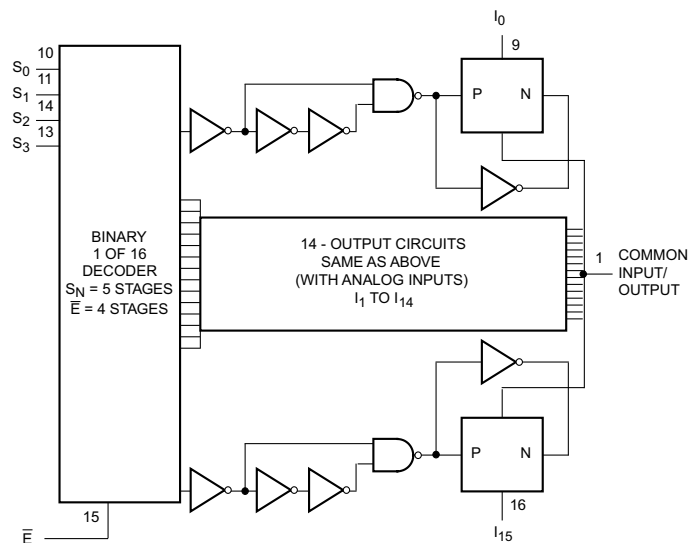 I0
9
P N
10
S0
11
S1
14
S2
13
S3
BINARY
1 OF 16
DECODER
SN = 5 STAGES
E̅ = 4 STAGES
14 - OUTPUT CIRCUITS
SAME AS ABOVE
(WITH ANALOG INPUTS)
I1 TO I14
1
COMMON
INPUT/
OUTPUT
P N
16
I15
15
E̅